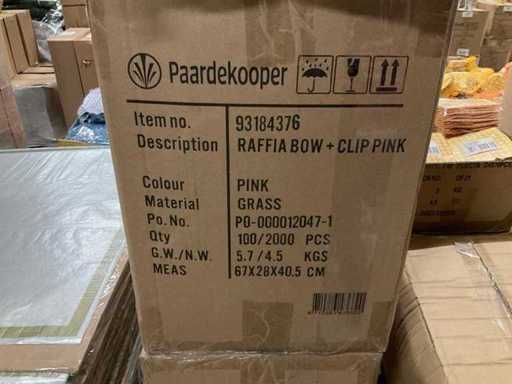 Paardekooper
Item no. 93184376
Description RAFFIA BOW + CLIP PINK
Colour PINK
Material GRASS
Po. No. PO-000012047-1
Qty 100/2000 PCS
G.W./N.W. 5.7/4.5 KGS
MEAS 67X28X40.5 CM